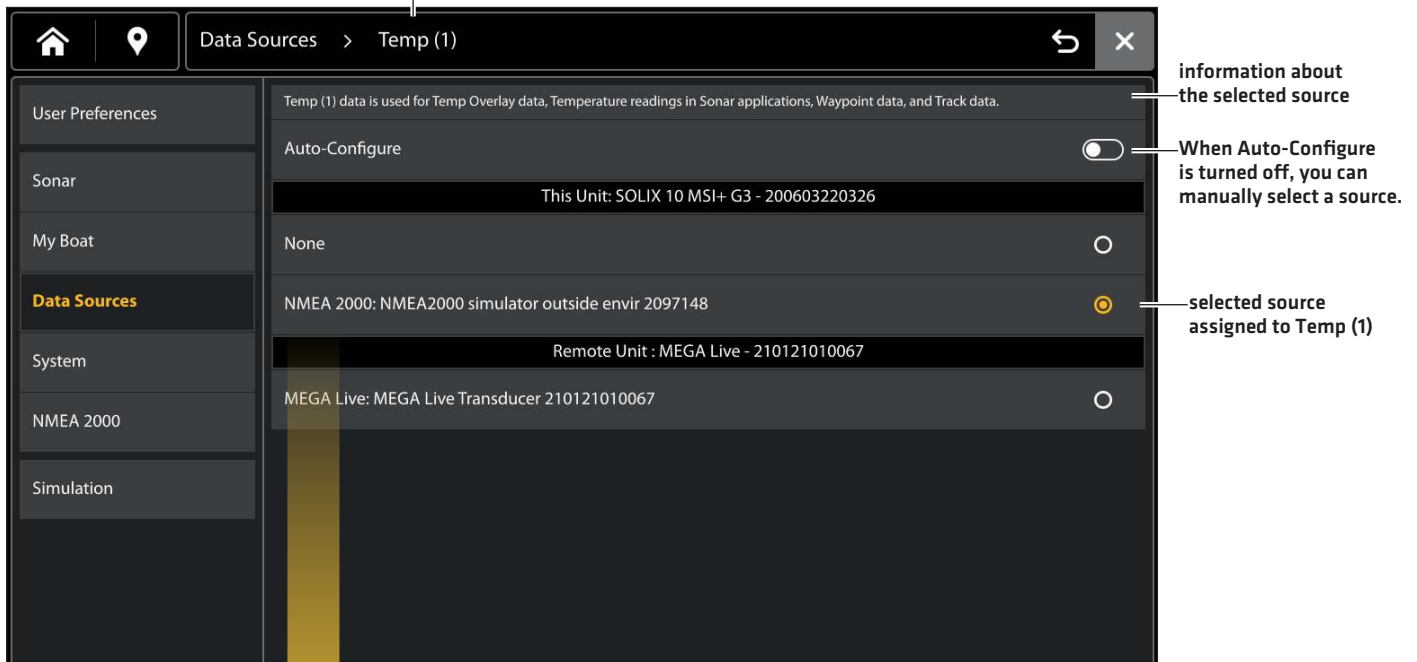 Data Sources > Temp (1)
information about
the selected source
User Preferences
Temp (1) data is used for Temp Overlay data, Temperature readings in Sonar applications, Waypoint data, and Track data.
Auto-Configure
When Auto-Configure
is turned off, you can
manually select a source.
Sonar
This Unit: SOLIX 10 MSI+ G3 - 200603220326
My Boat
None
Data Sources
NMEA 2000: NMEA2000 simulator outside envir 2097148
selected source
assigned to Temp (1)
System
Remote Unit : MEGA Live - 210121010067
MEGA Live: MEGA Live Transducer 210121010067
NMEA 2000
Simulation